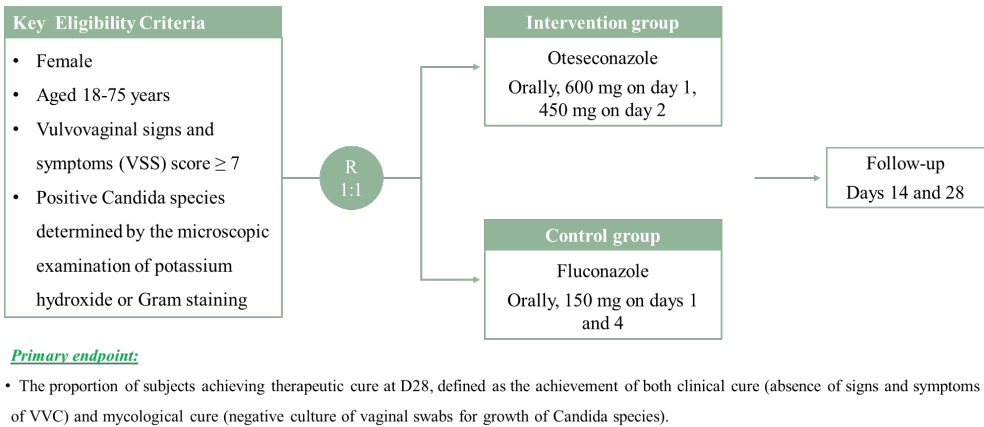 Key Eligibility Criteria
• Female
• Aged 18-75 years
• Vulvovaginal signs and
symptoms (VSS) score ≥ 7
• Positive Candida species
determined by the microscopic
examination of potassium
hydroxide or Gram staining
R
1:1
Intervention group
Oteseconazole
Orally, 600 mg on day 1,
450 mg on day 2
Control group
Fluconazole
Orally, 150 mg on days 1
and 4
Follow-up
Days 14 and 28
Primary endpoint:
• The proportion of subjects achieving therapeutic cure at D28, defined as the achievement of both clinical cure (absence of signs and symptoms
of VVC) and mycological cure (negative culture of vaginal swabs for growth of Candida species).